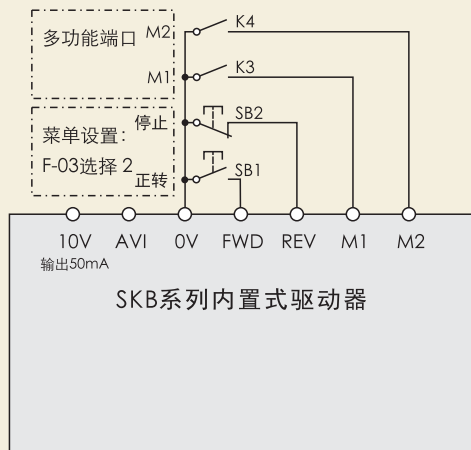 多功能端口 M2 K4
M1 K3
菜单设置: 停止 SB2
F-03选择 2 正转 SB1
10V AVI 0V FWD REV M1 M2
输出50mA
SKB系列内置式驱动器